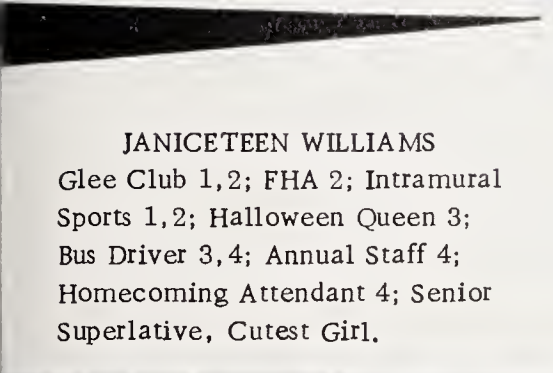 JANICETEEN WILLIAMS
Glee Club 1,2; FHA 2; Intramural
Sports 1,2; Halloween Queen 3;
Bus Driver 3,4; Annual Staff 4;
Homecoming Attendant 4; Senior
Superlative, Cutest Girl.